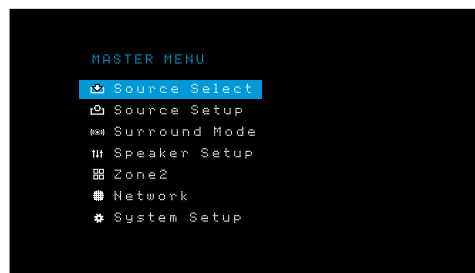 MASTER MENU
Source Select
Source Setup
Surround Mode
Speaker Setup
Zone2
Network
System Setup